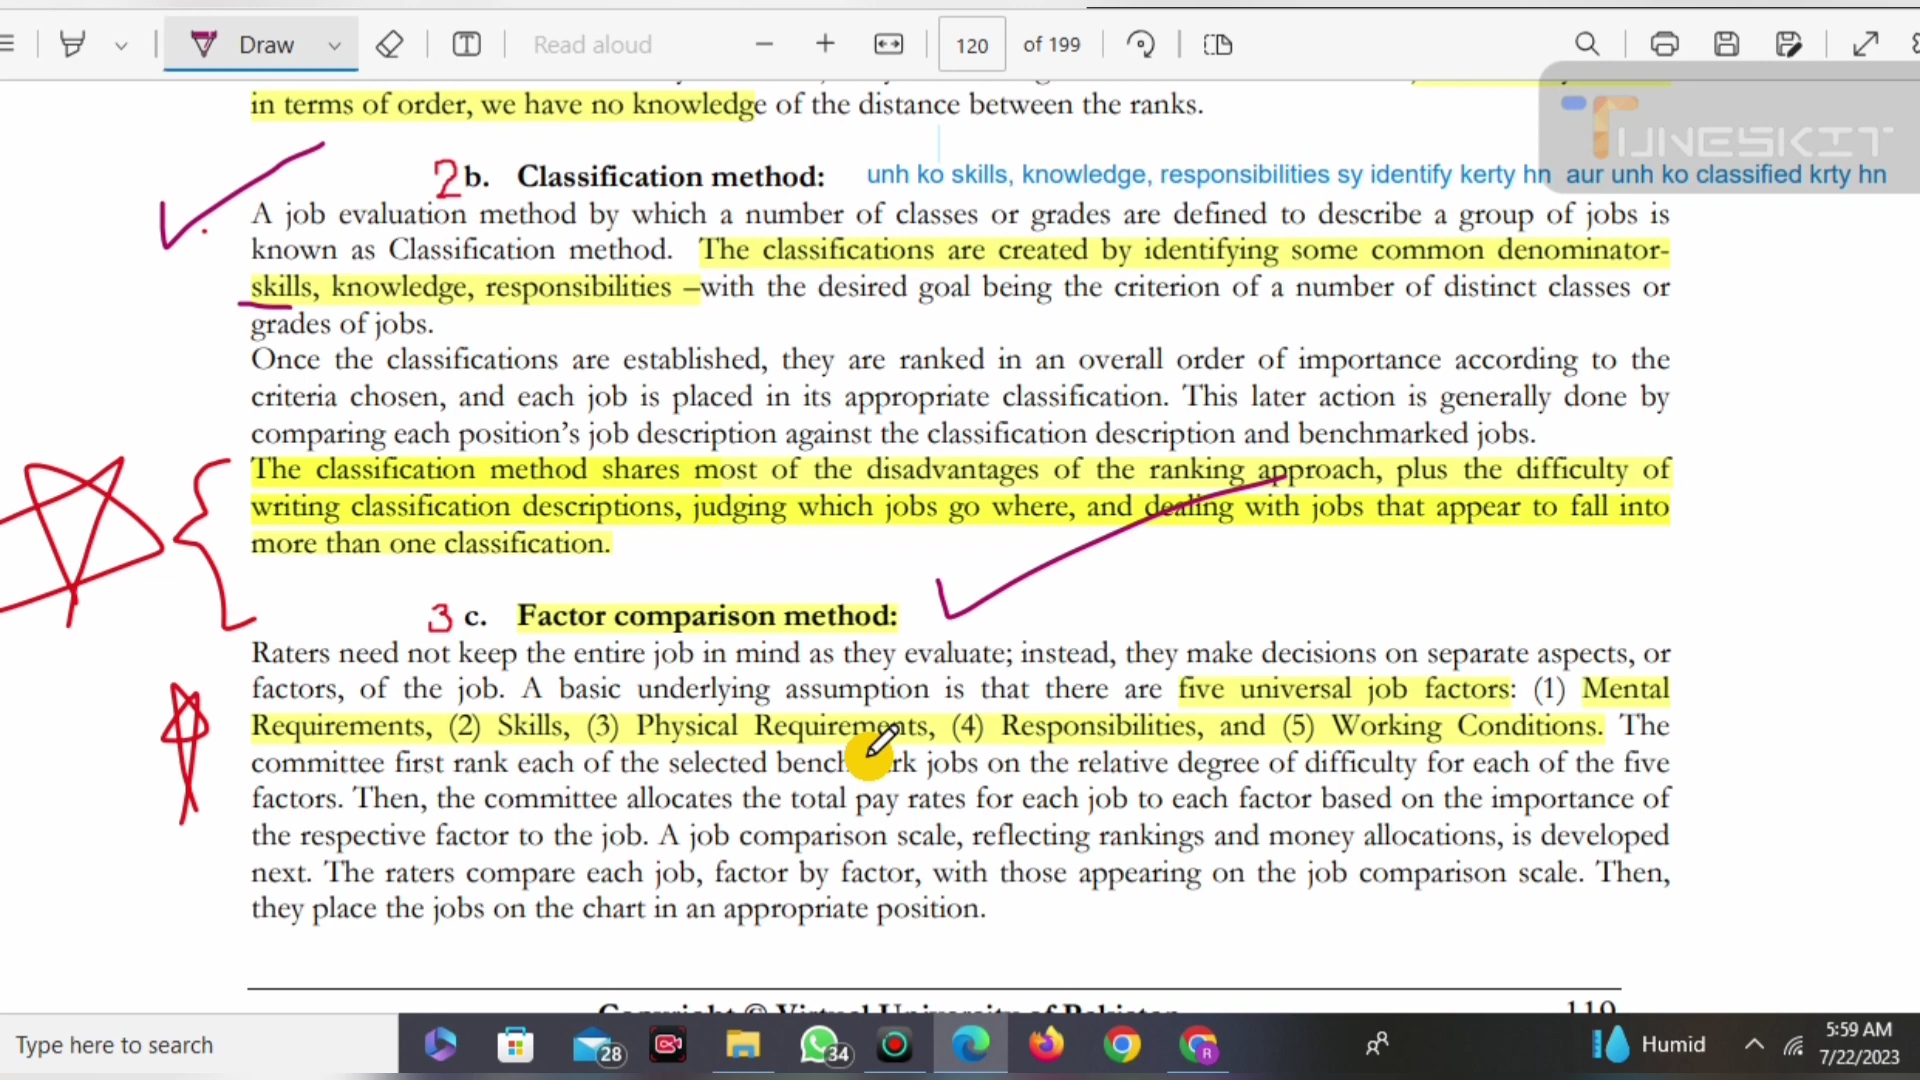 Draw
Read aloud
120 of 199
in terms of order, we have no knowledge of the distance between the ranks.
TUNESKIT
2 b. Classification method: unh ko skills, knowledge, responsibilities sy identify kerty hn aur unh ko classified krty hn
A job evaluation method by which a number of classes or grades are defined to describe a group of jobs is
known as Classification method. The classifications are created by identifying some common denominator-
skills, knowledge, responsibilities –with the desired goal being the criterion of a number of distinct classes or
grades of jobs.
Once the classifications are established, they are ranked in an overall order of importance according to the
criteria chosen, and each job is placed in its appropriate classification. This later action is generally done by
comparing each position’s job description against the classification description and benchmarked jobs.
The classification method shares most of the disadvantages of the ranking approach, plus the difficulty of
writing classification descriptions, judging which jobs go where, and dealing with jobs that appear to fall into
more than one classification.
3 c. Factor comparison method:
Raters need not keep the entire job in mind as they evaluate; instead, they make decisions on separate aspects, or
factors, of the job. A basic underlying assumption is that there are five universal job factors: (1) Mental
Requirements, (2) Skills, (3) Physical Requirements, (4) Responsibilities, and (5) Working Conditions. The
committee first rank each of the selected benchmark jobs on the relative degree of difficulty for each of the five
factors. Then, the committee allocates the total pay rates for each job to each factor based on the importance of
the respective factor to the job. A job comparison scale, reflecting rankings and money allocations, is developed
next. The raters compare each job, factor by factor, with those appearing on the job comparison scale. Then,
they place the jobs on the chart in an appropriate position.
Copyright © Virtual University of Pakistan 119
Type here to search
28
34
R
Humid
5:59 AM
7/22/2023